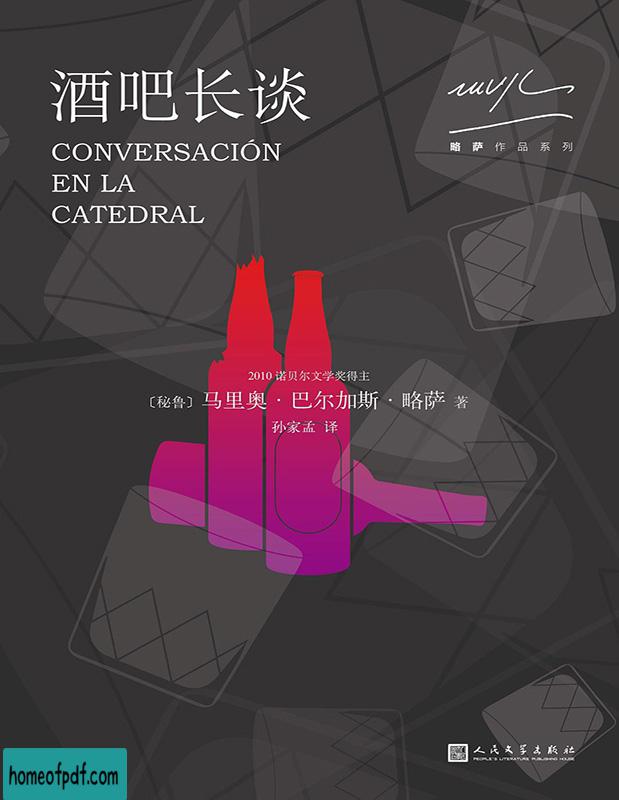 酒吧长谈
CONVERSACIÓN
EN LA
CATEDRAL
略萨作品系列
2010 诺贝尔文学奖得主
〔秘鲁〕马里奥·巴尔加斯·略萨 著
孙家孟 译
人民文学出版社
PEOPLE'S LITERATURE PUBLISHING HOUSE
homeofpdf.com